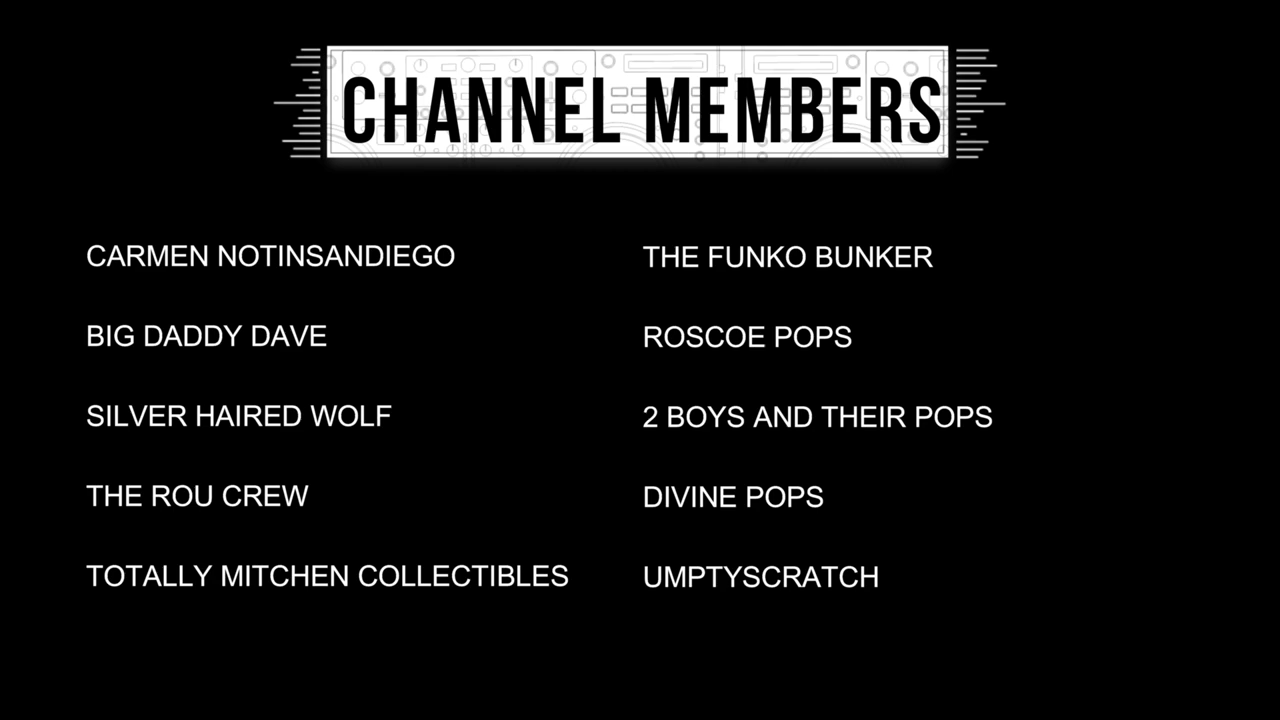 CHANNEL MEMBERS
CARMEN NOTINSANDIEGO
BIG DADDY DAVE
SILVER HAIRED WOLF
THE ROU CREW
TOTALLY MITCHEN COLLECTIBLES
THE FUNKO BUNKER
ROSCOE POPS
2 BOYS AND THEIR POPS
DIVINE POPS
UMPTYSCRATCH